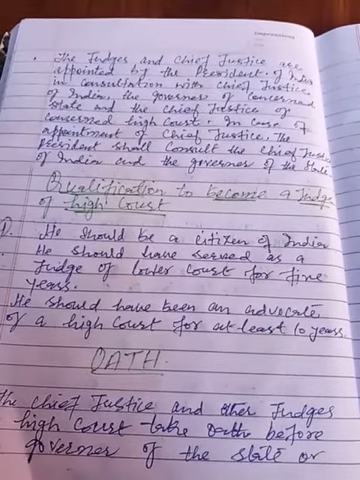 The Judges and Chief Justice are
appointed by the President of India
in consultation with Chief Justice
of India, the governor of concerned
state and the Chief Justice of
concerned high court. In case of
appointment of Chief Justice, the
President shall consult the Chief Justice
of India and the governor of the state
Qualification to become a Judge
of high Court
He should be a citizen of India
He should have served as a
Judge of lower court for five
years.
He should have been an advocate
of a high court for at least 10 years.
OATH
The Chief Justice and other Judges
high court take oath before
governer of the state or